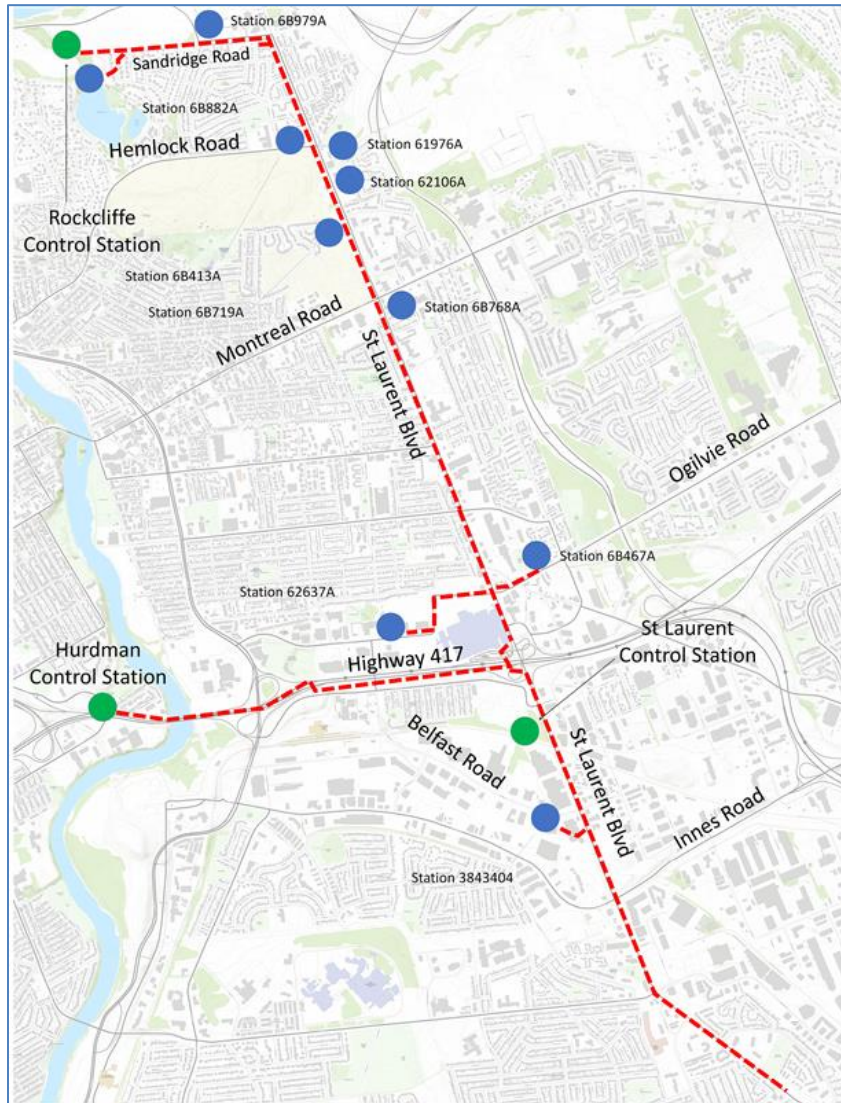 Station 6B979A
Sandridge Road
Station 6B882A
Hemlock Road
Station 61976A
Station 62106A
Rockcliffe
Control Station
Station 6B413A
Station 6B719A
Montreal Road
Station 6B768A
St Laurent Blvd
Ogilvie Road
Station 6B467A
Station 62637A
St Laurent
Control Station
Hurdman
Control Station
Highway 417
Belfast Road
St Laurent Blvd
Innes Road
Station 3843404